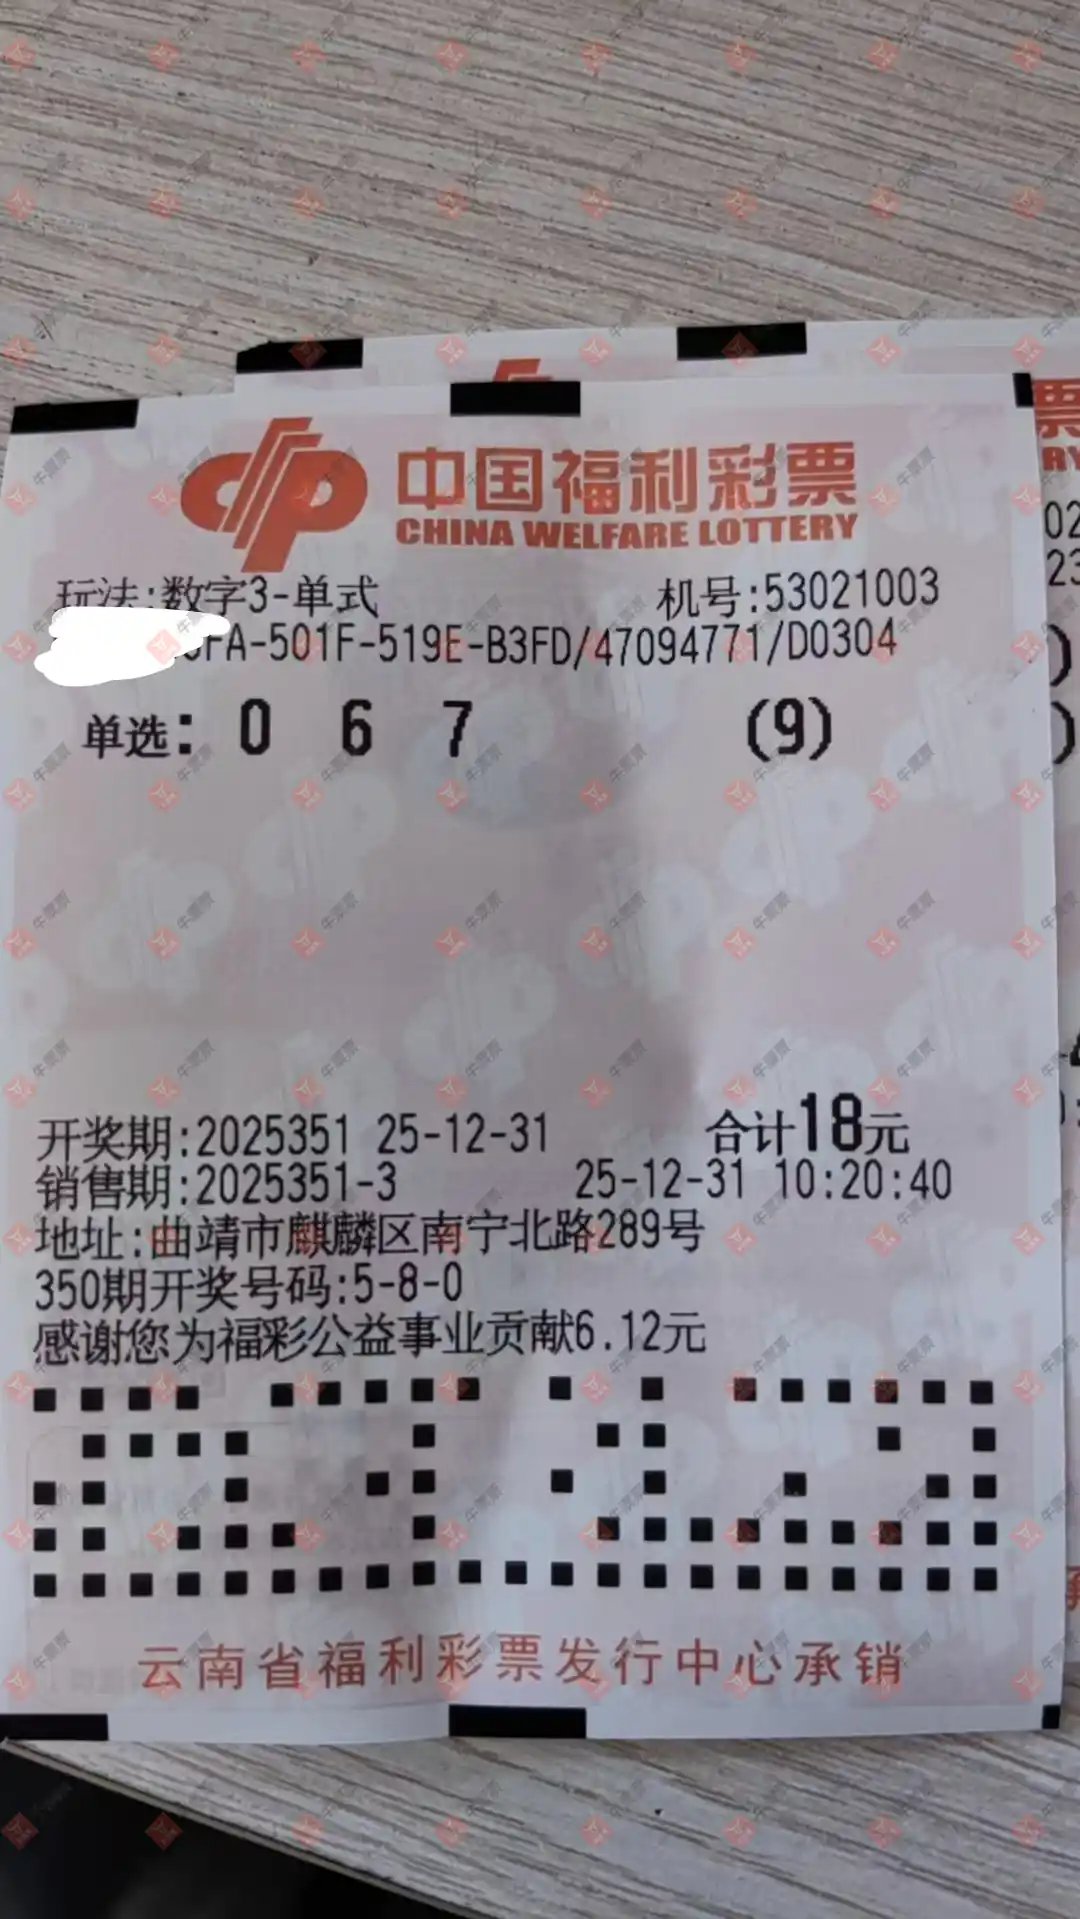 中国福利彩票
CHINA WELFARE LOTTERY
玩法:数字3-单式 机号:53021003
FA-501F-519E-B3FD/47094771/D0304
单选: 0 6 7 (9)
开奖期:2025351 25-12-31 合计18元
销售期:2025351-3 25-12-31 10:20:40
地址:曲靖市麒麟区南宁北路289号
350期开奖号码:5-8-0
感谢您为福彩公益事业贡献6.12元
云南省福利彩票发行中心承销
票
RY
02
23
)
)